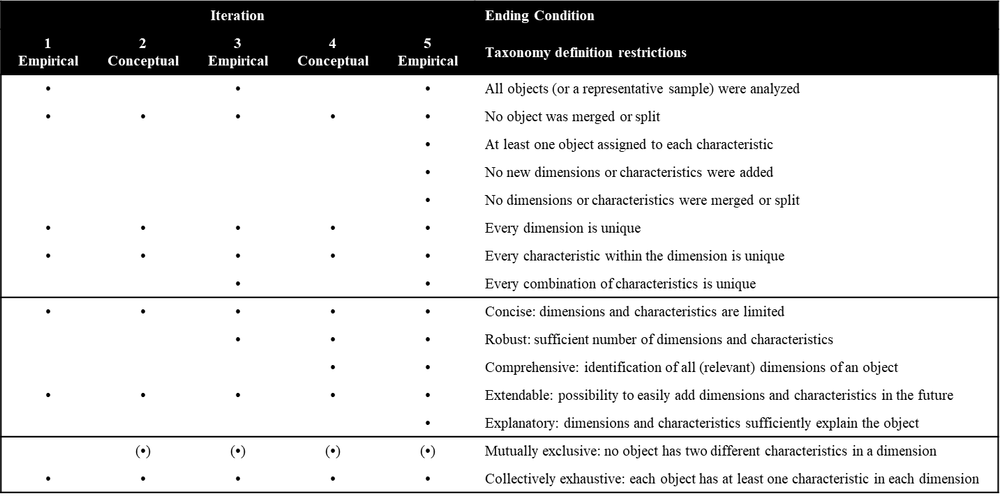 Iteration Ending Condition
1 2 3 4 5
Empirical Conceptual Empirical Conceptual Empirical
Taxonomy definition restrictions
• • • All objects (or a representative sample) were analyzed
• • • • • No object was merged or split
• At least one object assigned to each characteristic
• No new dimensions or characteristics were added
• No dimensions or characteristics were merged or split
• • • • • Every dimension is unique
• • • • • Every characteristic within the dimension is unique
• • Every combination of characteristics is unique
• • • • • Concise: dimensions and characteristics are limited
• • • Robust: sufficient number of dimensions and characteristics
• • Comprehensive: identification of all (relevant) dimensions of an object
• • • • • Extendable: possibility to easily add dimensions and characteristics in the future
• Explanatory: dimensions and characteristics sufficiently explain the object
(•) (•) (•) (•) Mutually exclusive: no object has two different characteristics in a dimension
• • • • • Collectively exhaustive: each object has at least one characteristic in each dimension